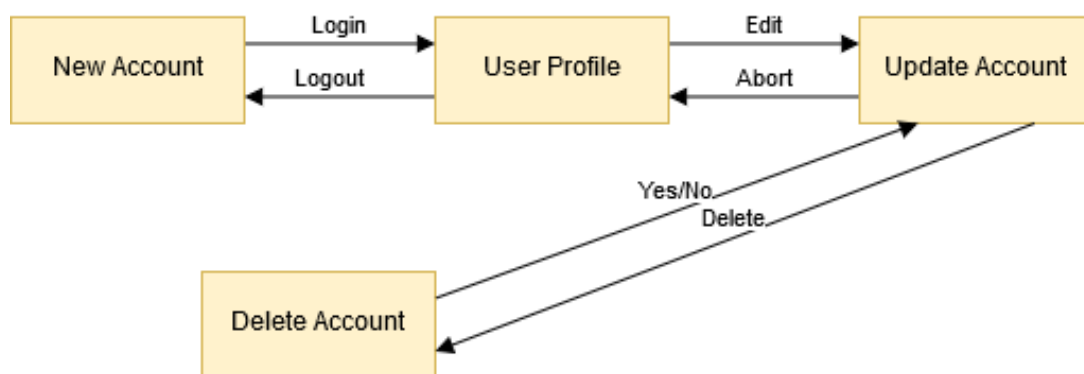 Login
Edit
New Account
User Profile
Update Account
Logout
Abort
Yes/No
Delete
Delete Account